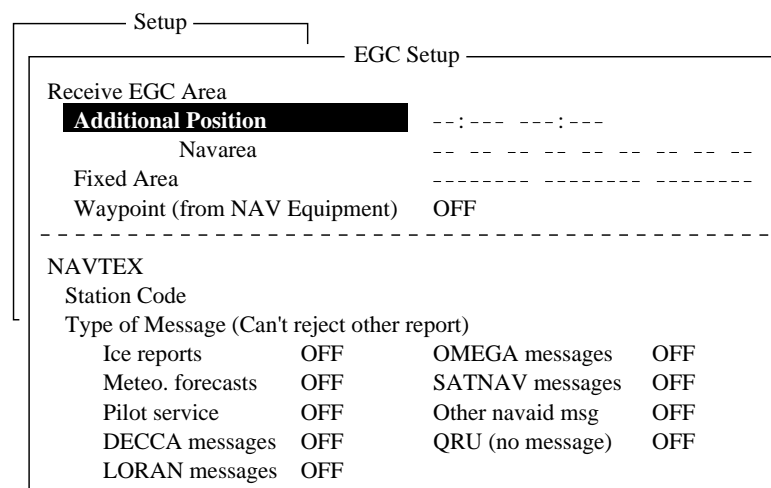 Setup
EGC Setup
Receive EGC Area
Additional Position --:--- ---:---
Navarea -- -- -- -- -- -- -- -- --
Fixed Area -------- -------- --------
Waypoint (from NAV Equipment) OFF
NAVTEX
Station Code
Type of Message (Can't reject other report)
Ice reports OFF OMEGA messages OFF
Meteo. forecasts OFF SATNAV messages OFF
Pilot service OFF Other navaid msg OFF
DECCA messages OFF QRU (no message) OFF
LORAN messages OFF